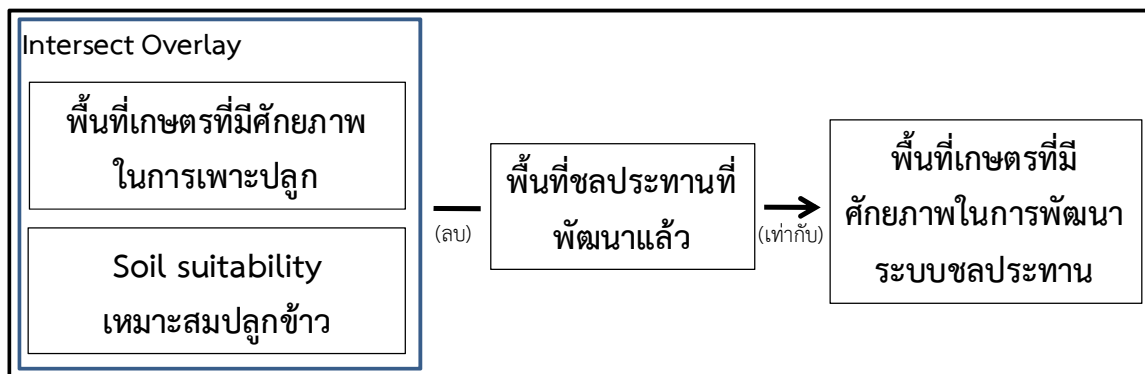 Intersect Overlay
พื้นที่เกษตรที่มีศักยภาพ
ในการเพาะปลูก
Soil suitability
เหมาะสมปลูกข้าว
(ลบ)
พื้นที่ชลประทานที่
พัฒนาแล้ว
(เท่ากับ)
พื้นที่เกษตรที่มี
ศักยภาพในการพัฒนา
ระบบชลประทาน